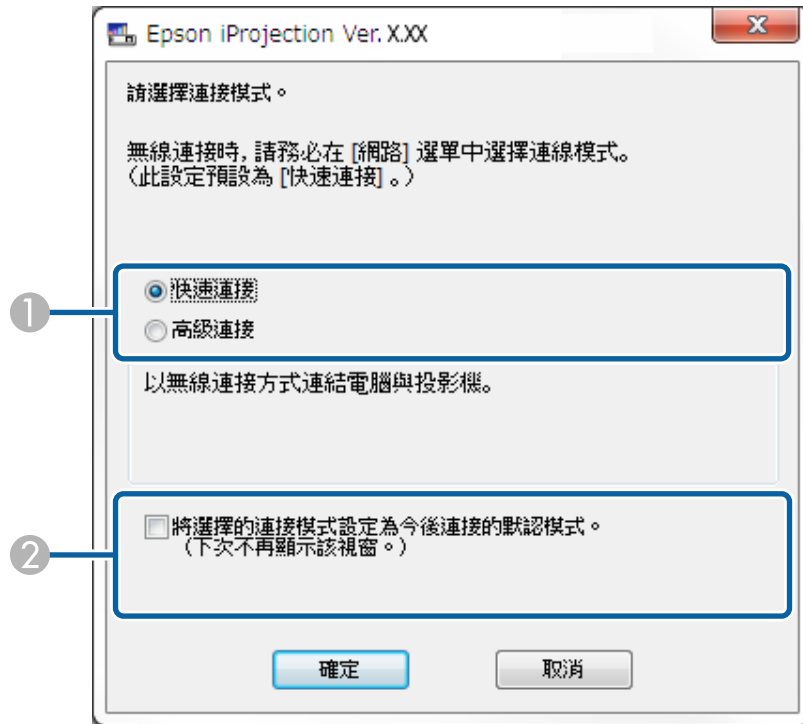 Epson iProjection Ver. X.XX
請選擇連接模式。
無線連接時, 請務必在 [網路] 選單中選擇連線模式。
(此設定預設為 [快速連接] 。)
1
快速連接
高級連接
以無線連接方式連結電腦與投影機。
2
將選擇的連接模式設定為今後連接的默認模式。
(下次不再顯示該視窗。)
確定
取消